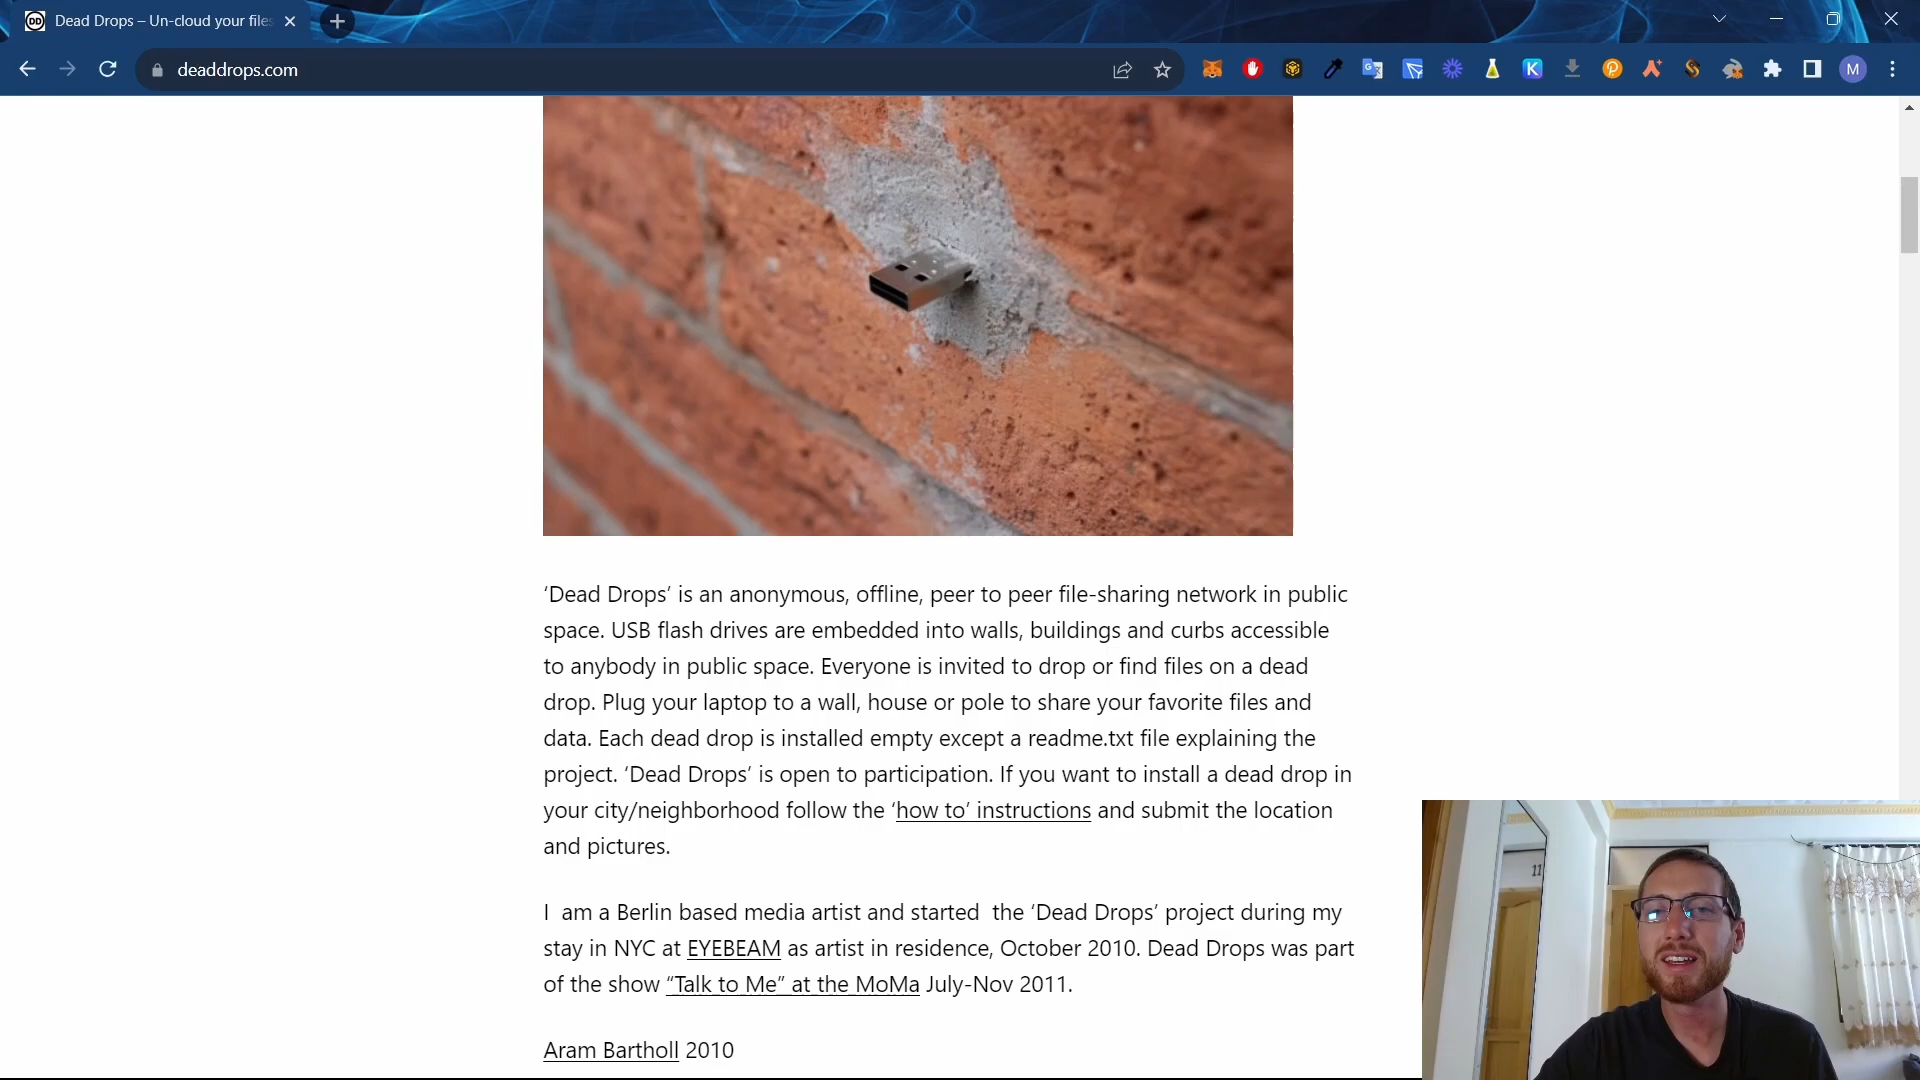 Dead Drops – Un-cloud your files
deaddrops.com
M
‘Dead Drops’ is an anonymous, offline, peer to peer file-sharing network in public
space. USB flash drives are embedded into walls, buildings and curbs accessible
to anybody in public space. Everyone is invited to drop or find files on a dead
drop. Plug your laptop to a wall, house or pole to share your favorite files and
data. Each dead drop is installed empty except a readme.txt file explaining the
project. ‘Dead Drops’ is open to participation. If you want to install a dead drop in
your city/neighborhood follow the ‘how to’ instructions and submit the location
and pictures.
I am a Berlin based media artist and started the ‘Dead Drops’ project during my
stay in NYC at EYEBEAM as artist in residence, October 2010. Dead Drops was part
of the show “Talk to Me” at the MoMa July-Nov 2011.
Aram Bartholl 2010
11